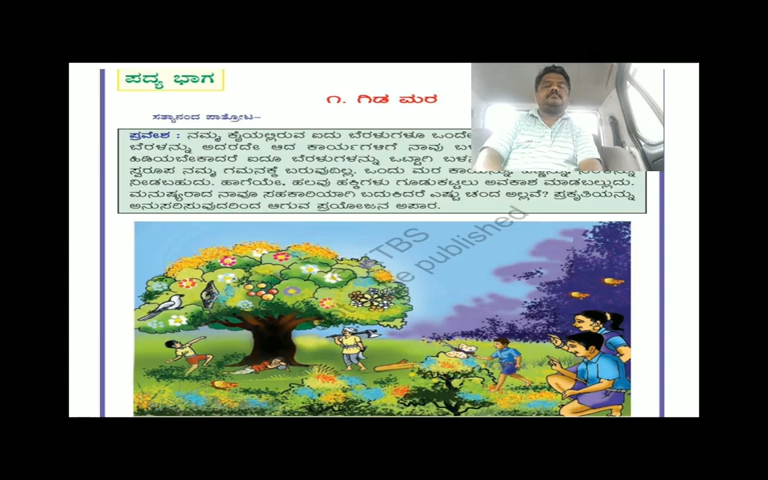 ಪದ್ಯ ಭಾಗ
೧. ಗಿಡ ಮರ
ಸತ್ಯಾನಂದ ಪಾತ್ರೋಟ–
ಪ್ರವೇಶ : ನಮ್ಮ ಕೈಯಲ್ಲಿರುವ ಐದು ಬೆರಳುಗಳೂ
ಬೆರಳನ್ನು ಅದರದೇ ಆದ ಕಾರ್ಯಗಳಿಗೆ ನಾವು
ಹಿಡಿಯಬೇಕಾದರೆ ಐದೂ ಬೆರಳುಗಳನ್ನು ಒಟ್ಟಾಗಿ
ಸ್ವರೂಪ ನಮ್ಮ ಗಮನಕ್ಕೆ ಬರುವುದಿಲ್ಲ. ಒಂದು ಮರ
ನೀಡಬಹುದು. ಹಾಗೆಯೇ, ಹಲವು ಹಕ್ಕಿಗಳು ಗೂಡುಕಟ್ಟಲು ಅವಕಾಶ ಮಾಡಬಲ್ಲುದು.
ಮನುಷ್ಯರಾದ ನಾವೂ ಸಹಕಾರಿಯಾಗಿ ಬದುಕಿದರೆ ಎಷ್ಟು ಚಂದ ಅಲ್ಲವೆ? ಪ್ರಕೃತಿಯನ್ನು
ಅನುಸರಿಸುವುದರಿಂದ ಆಗುವ ಪ್ರಯೋಜನ ಅಪಾರ.
published